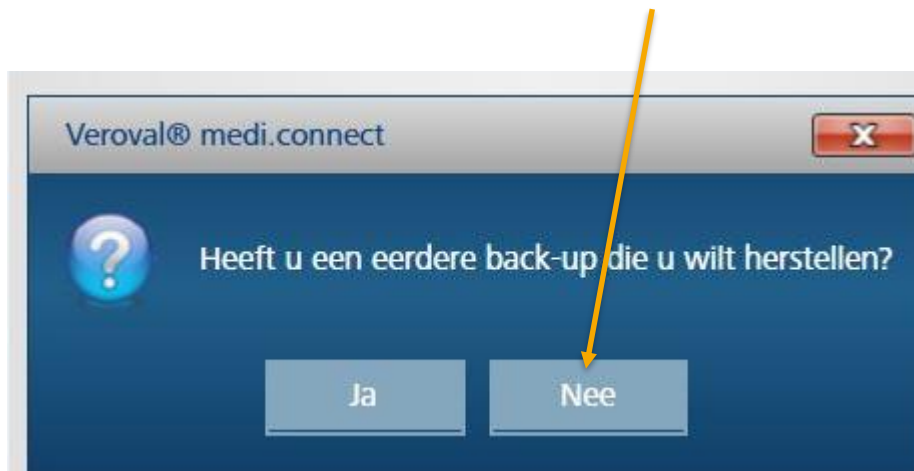 Veroval® medi.connect
Heeft u een eerdere back-up die u wilt herstellen?
Ja
Nee